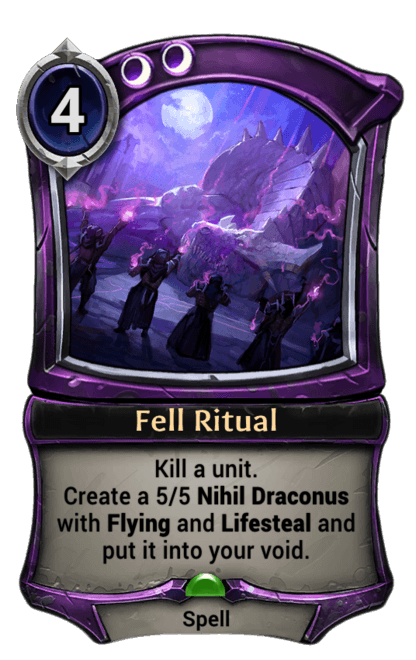 4
Fell Ritual
Kill a unit.
Create a 5/5 Nihil Draconus
with Flying and Lifesteal and
put it into your void.
Spell